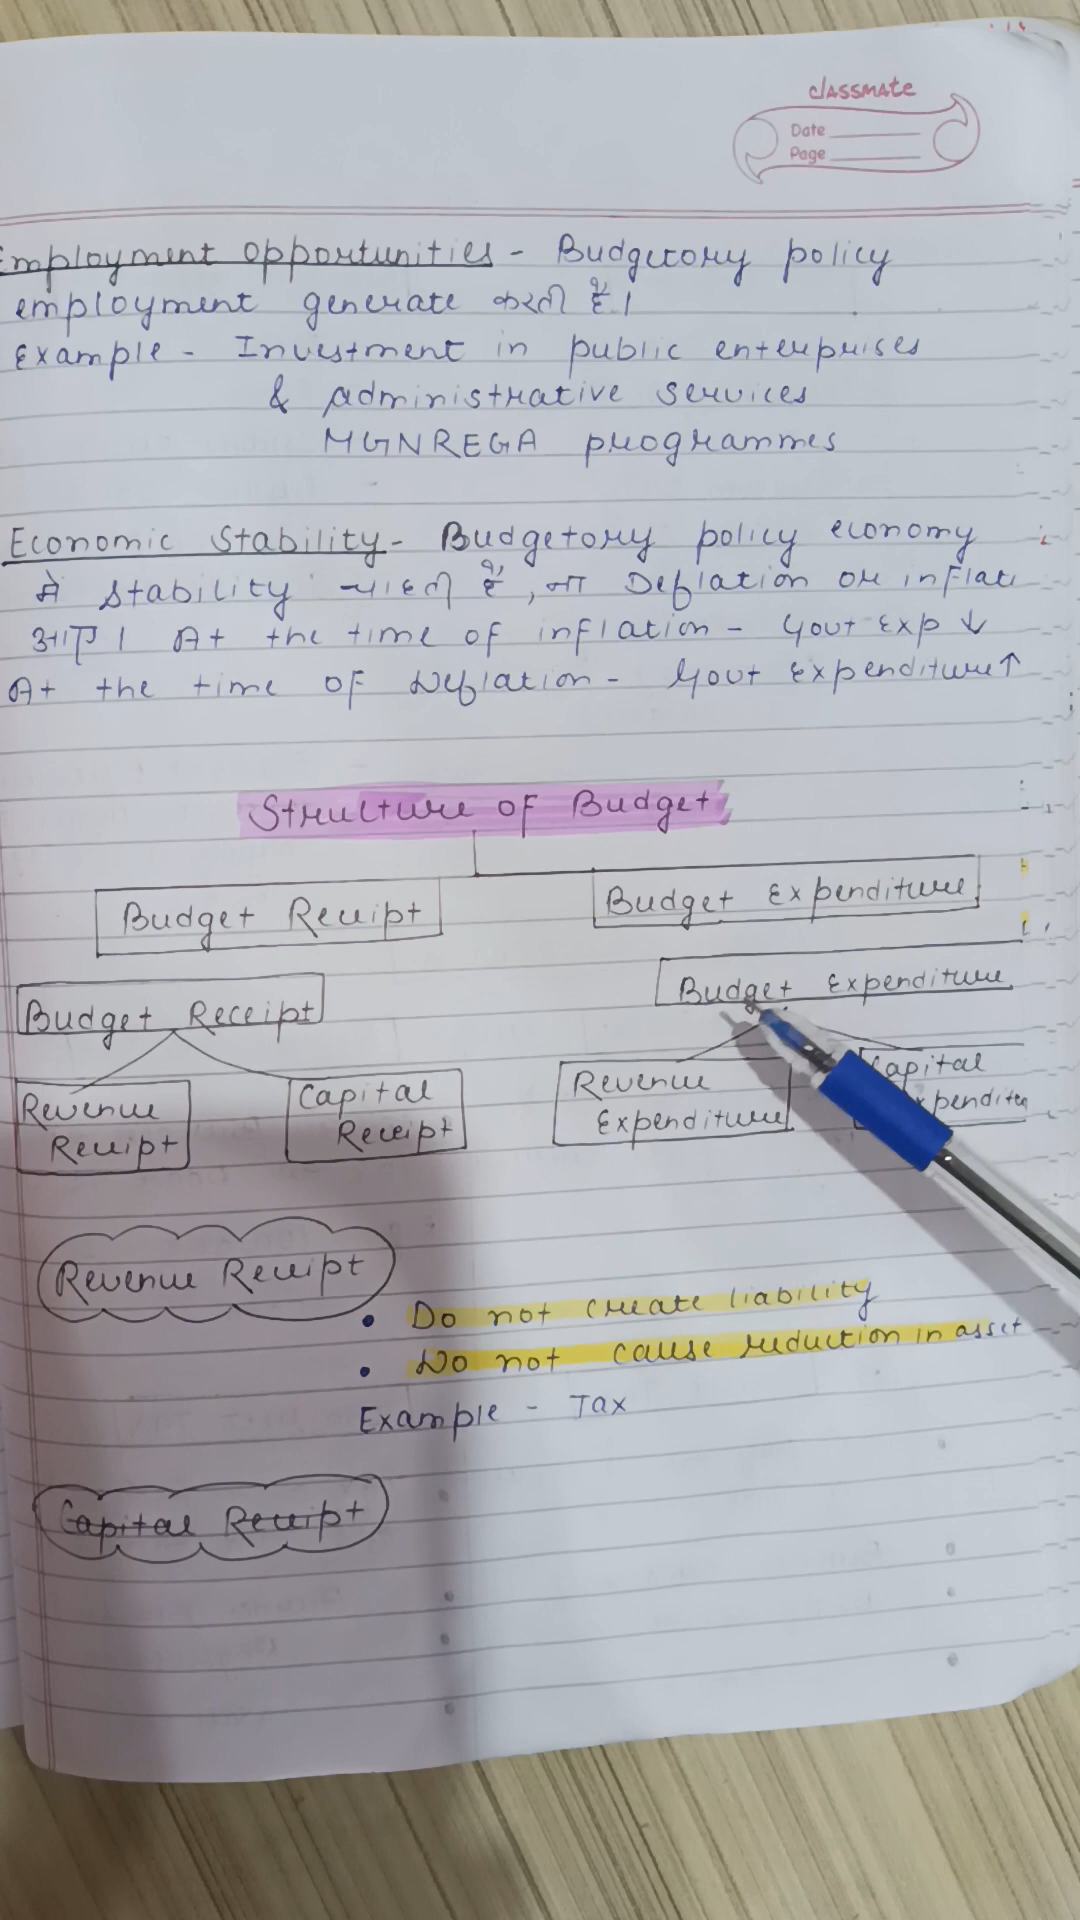 classmate
Date
Page
Employment opportunities - Budgetory policy
employment generate करती है।
Example - Investment in public enterprises
& administrative services
MGNREGA programmes
Economic Stability - Budgetory policy economy
में stability चाहती है, ना Deflation or inflati
आए। At the time of inflation - Govt Exp ↓
At the time of Deflation - Govt Expenditure ↑
Structure of Budget
Budget Receipt
Budget Expenditure
Budget Receipt
Budget Expenditure
Revenue
Receipt
Capital
Receipt
Revenue
Expenditure
Capital
xpenditu
Revenue Receipt
• Do not create liability
• Do not cause reduction in asset
Example - Tax
Capital Receipt